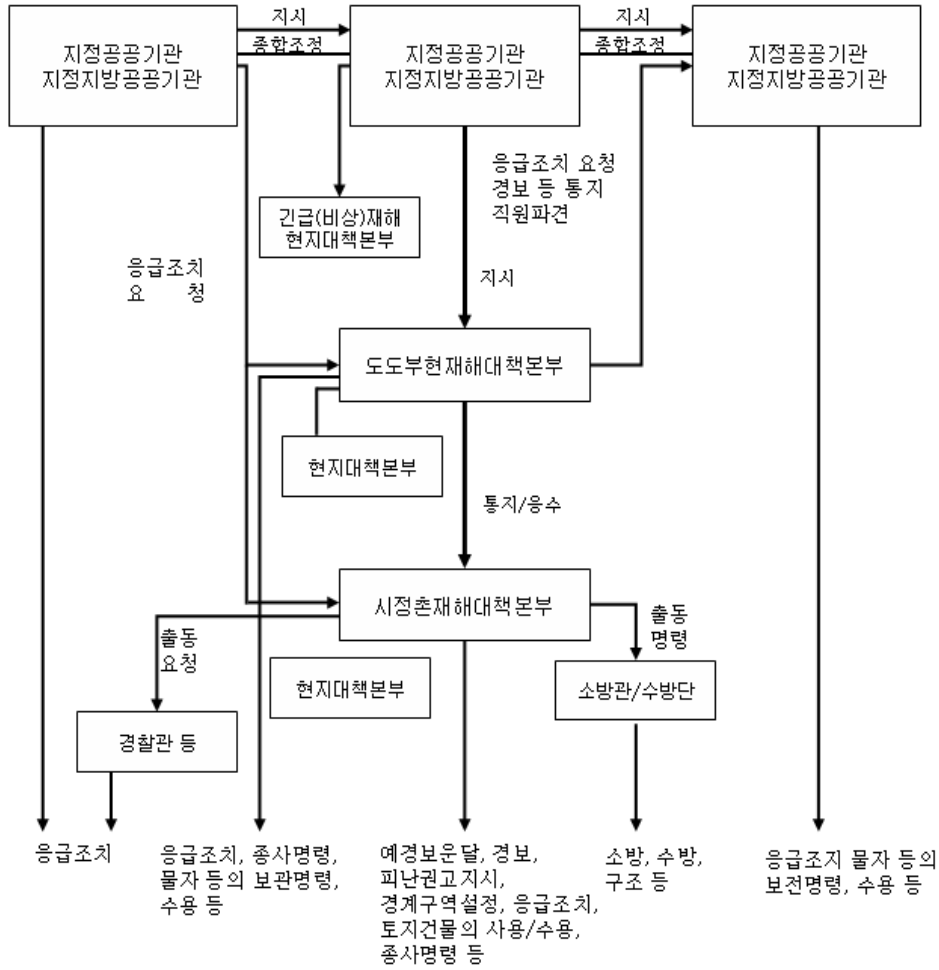 지시
종합조정
지시
종합조정
지정공공기관
지정지방공공기관
지정공공기관
지정지방공공기관
지정공공기관
지정지방공공기관
응급조치 요청
경보 등 통지
직원파견
긴급(비상)재해
현지대책본부
응급조치
요 청
지시
도도부현재해대책본부
현지대책본부
통지/응수
시정촌재해대책본부
출동
요청
출동
명령
현지대책본부
소방관/수방단
경찰관 등
응급조치
응급조치, 종사명령,
물자 등의 보관명령,
수용 등
예경보운달, 경보,
피난권고지시,
경계구역설정, 응급조치,
토지건물의 사용/수용,
종사명령 등
소방, 수방,
구조 등
응급조지 물자 등의
보전명령, 수용 등